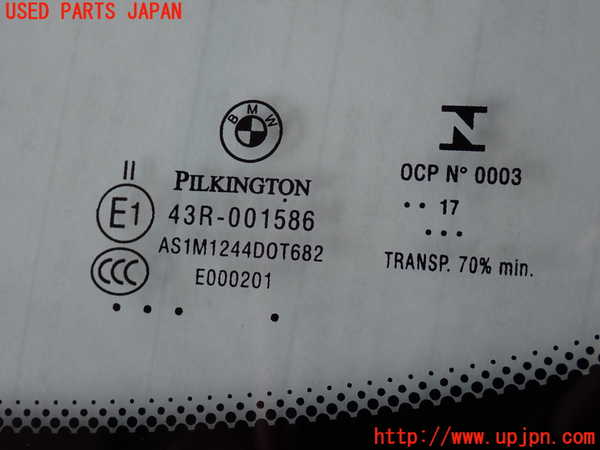 USED PARTS JAPAN
BMW
II
PILKINGTON
E1
43R-001586
AS1M1244DOT682
CCC
E000201
N
OCP N° 0003
17
TRANSP. 70% min.
http://www.upjpn.com/